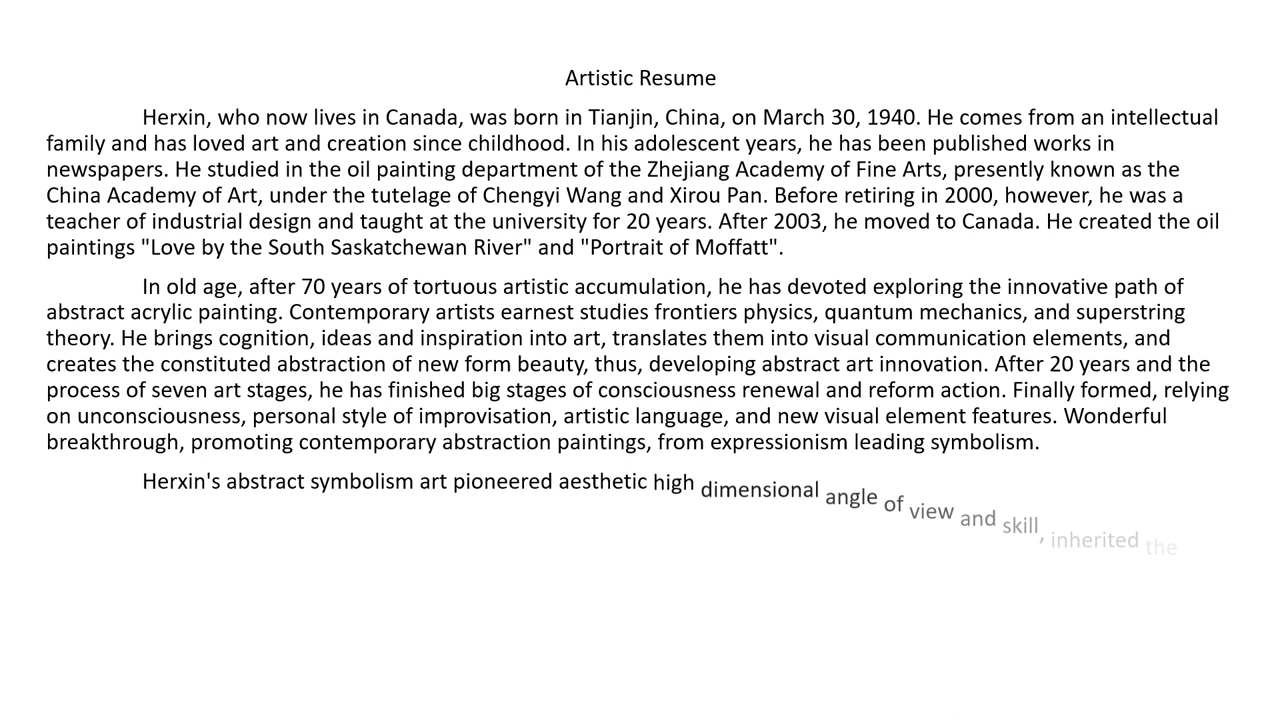 Artistic Resume
Herxin, who now lives in Canada, was born in Tianjin, China, on March 30, 1940. He comes from an intellectual
family and has loved art and creation since childhood. In his adolescent years, he has been published works in
newspapers. He studied in the oil painting department of the Zhejiang Academy of Fine Arts, presently known as the
China Academy of Art, under the tutelage of Chengyi Wang and Xirou Pan. Before retiring in 2000, however, he was a
teacher of industrial design and taught at the university for 20 years. After 2003, he moved to Canada. He created the oil
paintings "Love by the South Saskatchewan River" and "Portrait of Moffatt".
In old age, after 70 years of tortuous artistic accumulation, he has devoted exploring the innovative path of
abstract acrylic painting. Contemporary artists earnest studies frontiers physics, quantum mechanics, and superstring
theory. He brings cognition, ideas and inspiration into art, translates them into visual communication elements, and
creates the constituted abstraction of new form beauty, thus, developing abstract art innovation. After 20 years and the
process of seven art stages, he has finished big stages of consciousness renewal and reform action. Finally formed, relying
on unconsciousness, personal style of improvisation, artistic language, and new visual element features. Wonderful
breakthrough, promoting contemporary abstraction paintings, from expressionism leading symbolism.
Herxin's abstract symbolism art pioneered aesthetic high dimensional angle of view and skill, inherited the